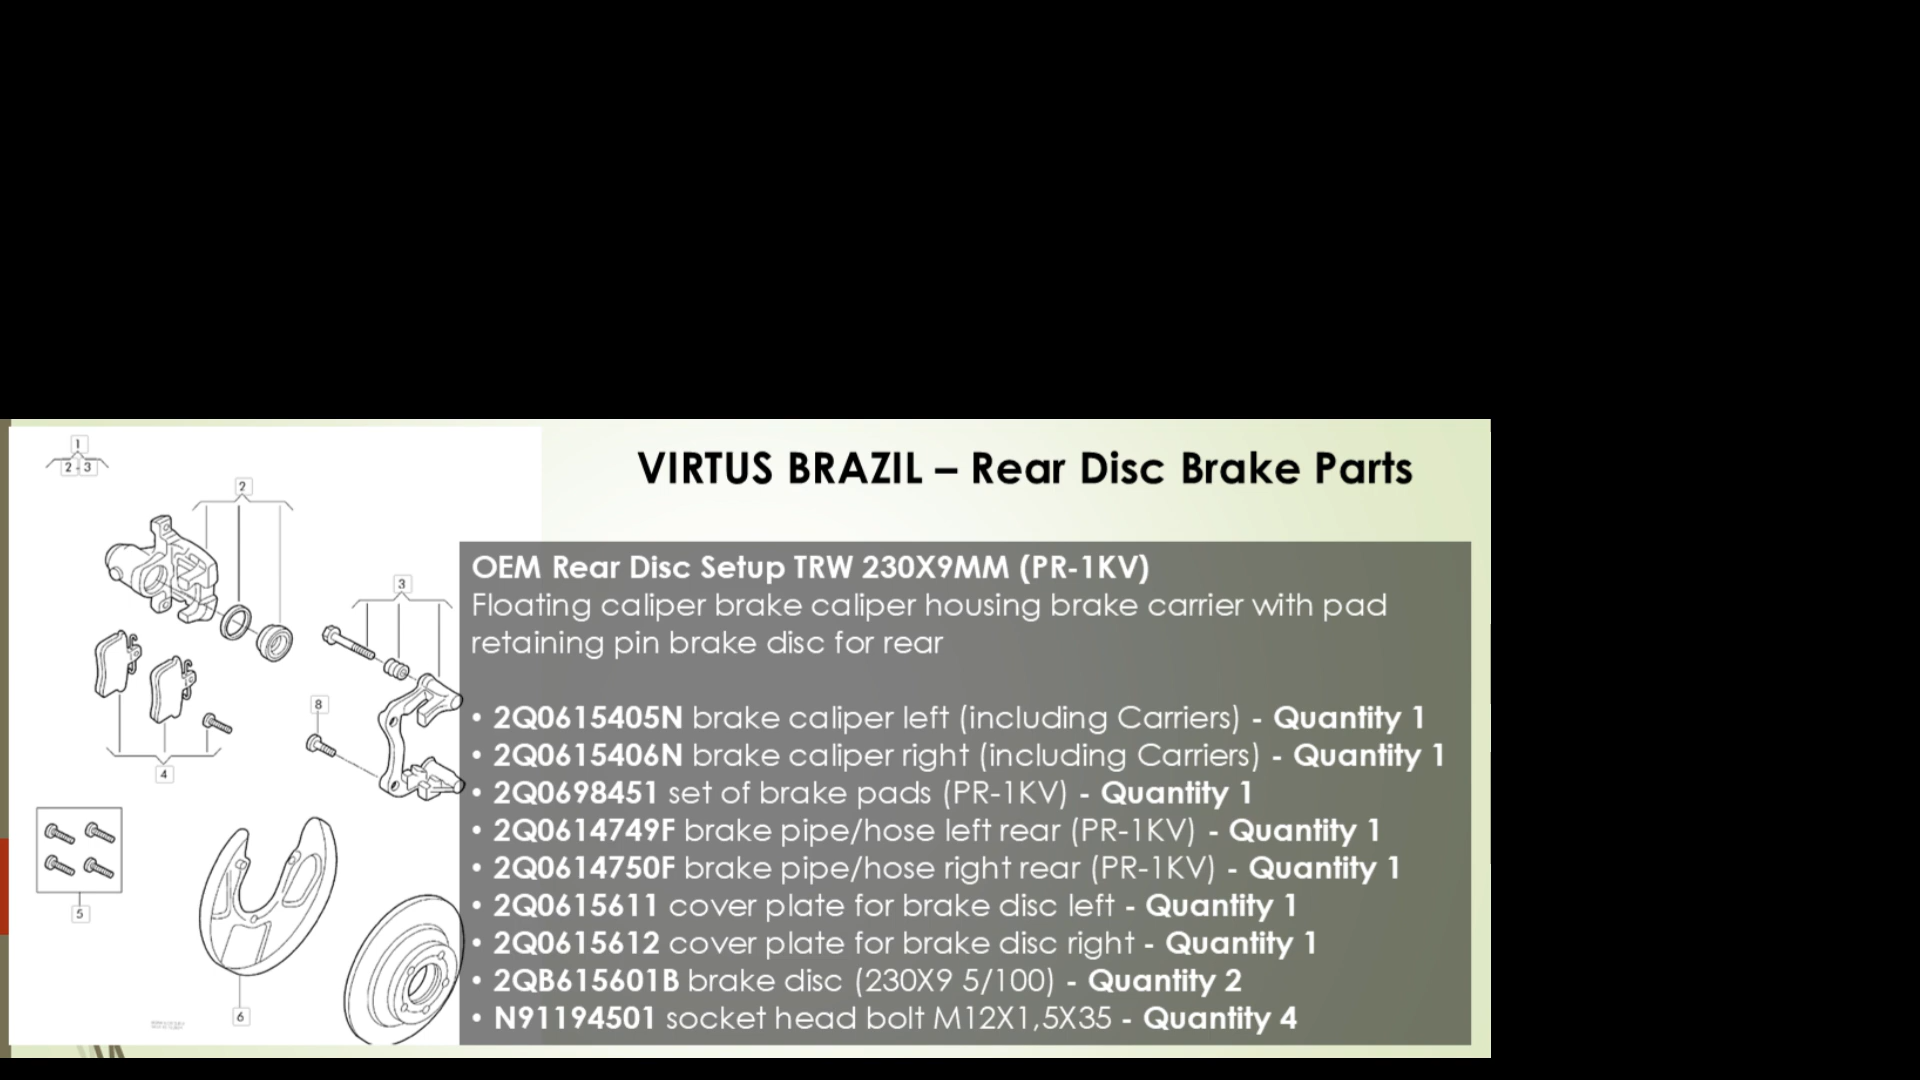 1
2 - 3
2
VIRTUS BRAZIL – Rear Disc Brake Parts
3
8
4
5
6
OEM Rear Disc Setup TRW 230X9MM (PR-1KV)
Floating caliper brake caliper housing brake carrier with pad
retaining pin brake disc for rear
• 2Q0615405N brake caliper left (including Carriers) - Quantity 1
• 2Q0615406N brake caliper right (including Carriers) - Quantity 1
• 2Q0698451 set of brake pads (PR-1KV) - Quantity 1
• 2Q0614749F brake pipe/hose left rear (PR-1KV) - Quantity 1
• 2Q0614750F brake pipe/hose right rear (PR-1KV) - Quantity 1
• 2Q0615611 cover plate for brake disc left - Quantity 1
• 2Q0615612 cover plate for brake disc right - Quantity 1
• 2QB615601B brake disc (230X9 5/100) - Quantity 2
• N91194501 socket head bolt M12X1,5X35 - Quantity 4